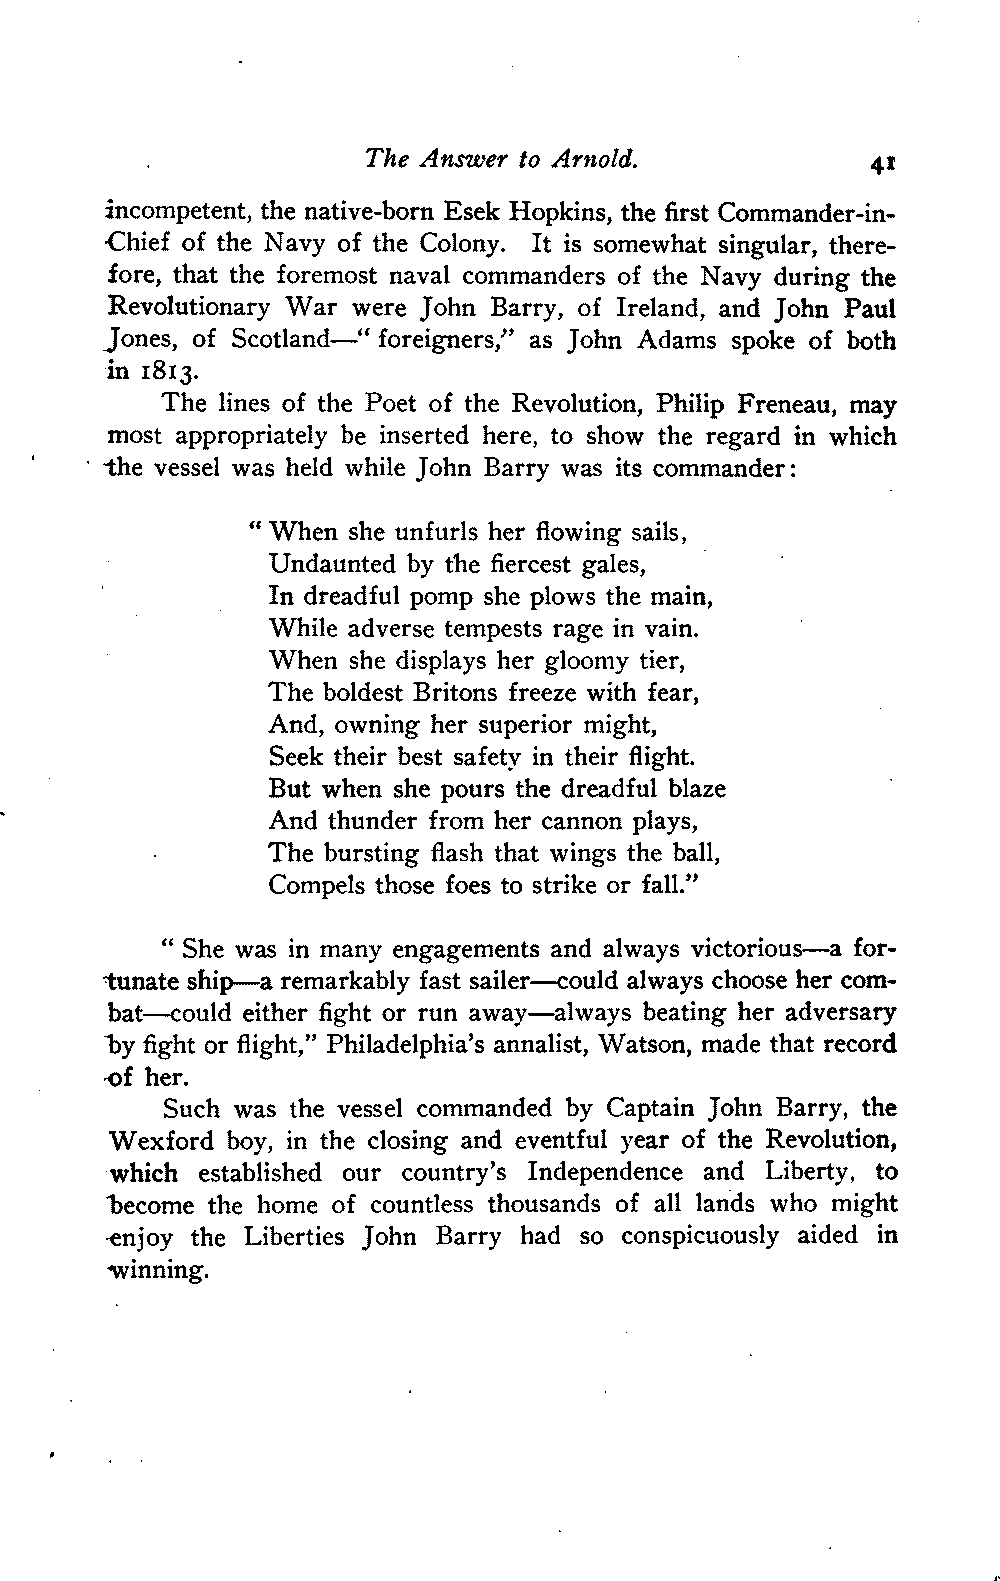 The Answer to Arnold. 41
incompetent, the native-born Esek Hopkins, the first Commander-in-
Chief of the Navy of the Colony. It is somewhat singular, there-
fore, that the foremost naval commanders of the Navy during the
Revolutionary War were John Barry, of Ireland, and John Paul
Jones, of Scotland—“ foreigners,” as John Adams spoke of both
in 1813.
The lines of the Poet of the Revolution, Philip Freneau, may
most appropriately be inserted here, to show the regard in which
the vessel was held while John Barry was its commander:
“ When she unfurls her flowing sails,
Undaunted by the fiercest gales,
In dreadful pomp she plows the main,
While adverse tempests rage in vain.
When she displays her gloomy tier,
The boldest Britons freeze with fear,
And, owning her superior might,
Seek their best safety in their flight.
But when she pours the dreadful blaze
And thunder from her cannon plays,
The bursting flash that wings the ball,
Compels those foes to strike or fall.”
“ She was in many engagements and always victorious—a for-
tunate ship—a remarkably fast sailer—could always choose her com-
bat—could either fight or run away—always beating her adversary
by fight or flight,” Philadelphia's annalist, Watson, made that record
of her.
Such was the vessel commanded by Captain John Barry, the
Wexford boy, in the closing and eventful year of the Revolution,
which established our country's Independence and Liberty, to
become the home of countless thousands of all lands who might
enjoy the Liberties John Barry had so conspicuously aided in
winning.